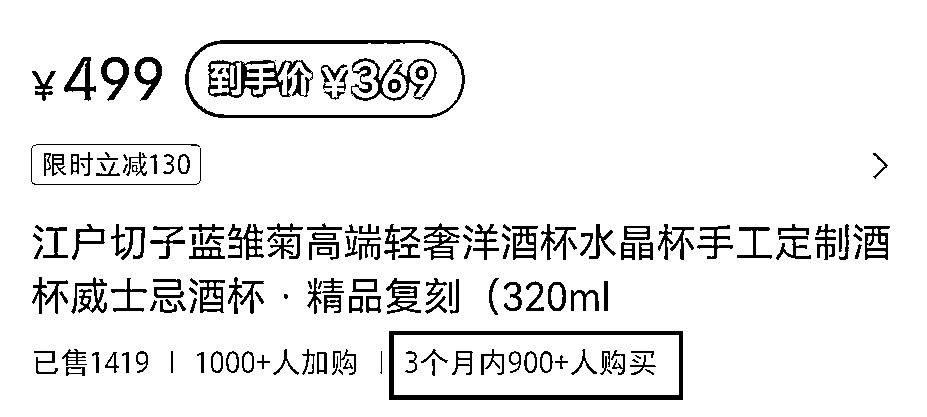 ¥499 到手价 ¥369
限时立减130
江户切子蓝雏菊高端轻奢洋酒杯水晶杯手工定制酒
杯威士忌酒杯·精品复刻（320ml
已售1419 | 1000+人加购 | 3个月内900+人购买